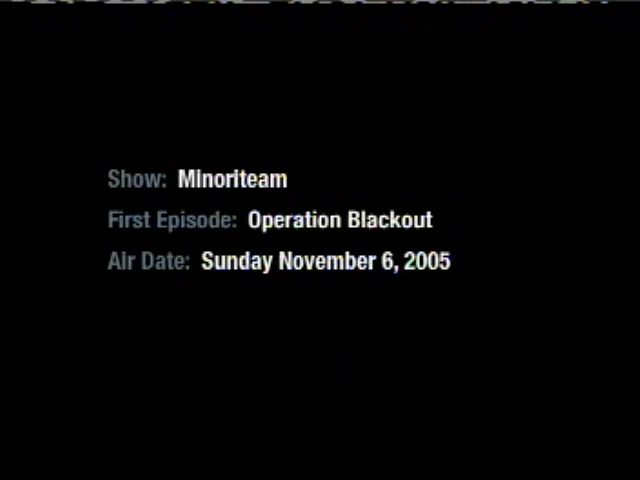 Show: Minoriteam
First Episode: Operation Blackout
Air Date: Sunday November 6, 2005